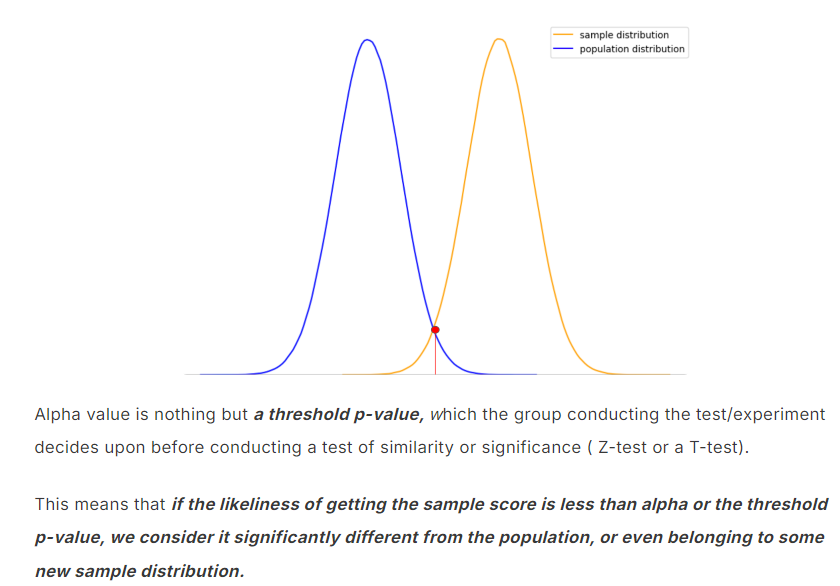 sample distribution
population distribution
Alpha value is nothing but a threshold p-value, which the group conducting the test/experiment
decides upon before conducting a test of similarity or significance ( Z-test or a T-test).
This means that if the likeliness of getting the sample score is less than alpha or the threshold
p-value, we consider it significantly different from the population, or even belonging to some
new sample distribution.